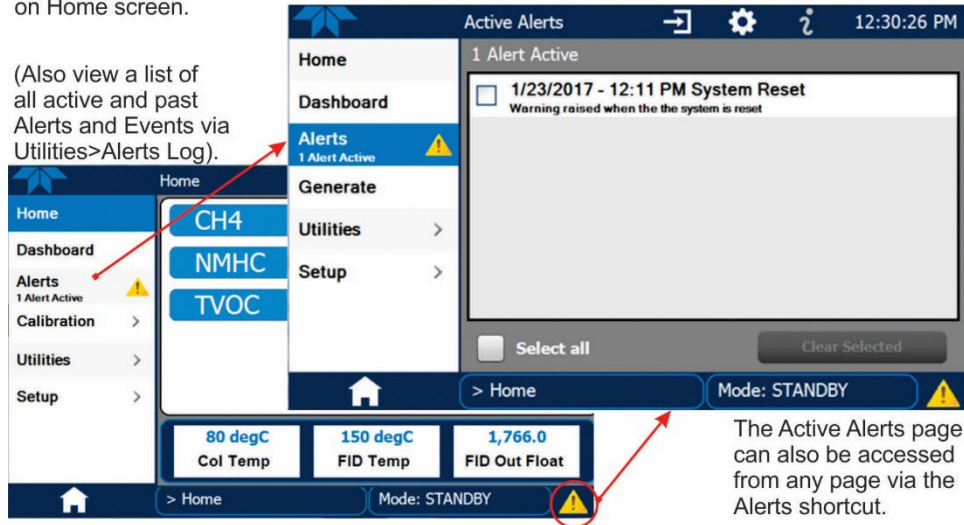 on Home screen.
(Also view a list of
all active and past
Alerts and Events via
Utilities>Alerts Log).
Active Alerts
12:30:26 PM
Home
Dashboard
Alerts
1 Alert Active
Generate
Utilities >
Setup >
1 Alert Active
1/23/2017 - 12:11 PM System Reset
Warning raised when the the system is reset
Select all
Clear Selected
> Home
Mode: STANDBY
Home
Home
Dashboard
Alerts
1 Alert Active
Calibration >
Utilities >
Setup >
CH4
NMHC
TVOC
80 degC
Col Temp
150 degC
FID Temp
1,766.0
FID Out Float
> Home
Mode: STANDBY
The Active Alerts page
can also be accessed
from any page via the
Alerts shortcut.